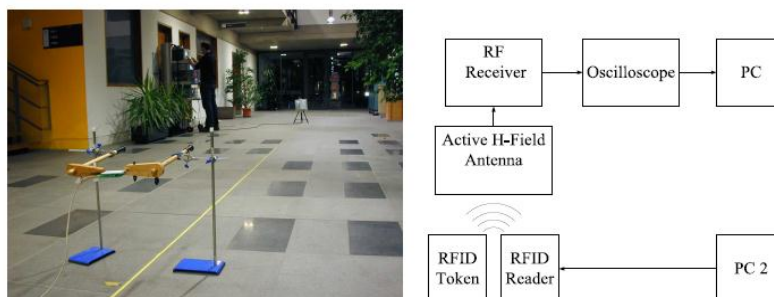 RF
Receiver
Oscilloscope
PC
Active H-Field
Antenna
RFID
Token
RFID
Reader
PC 2